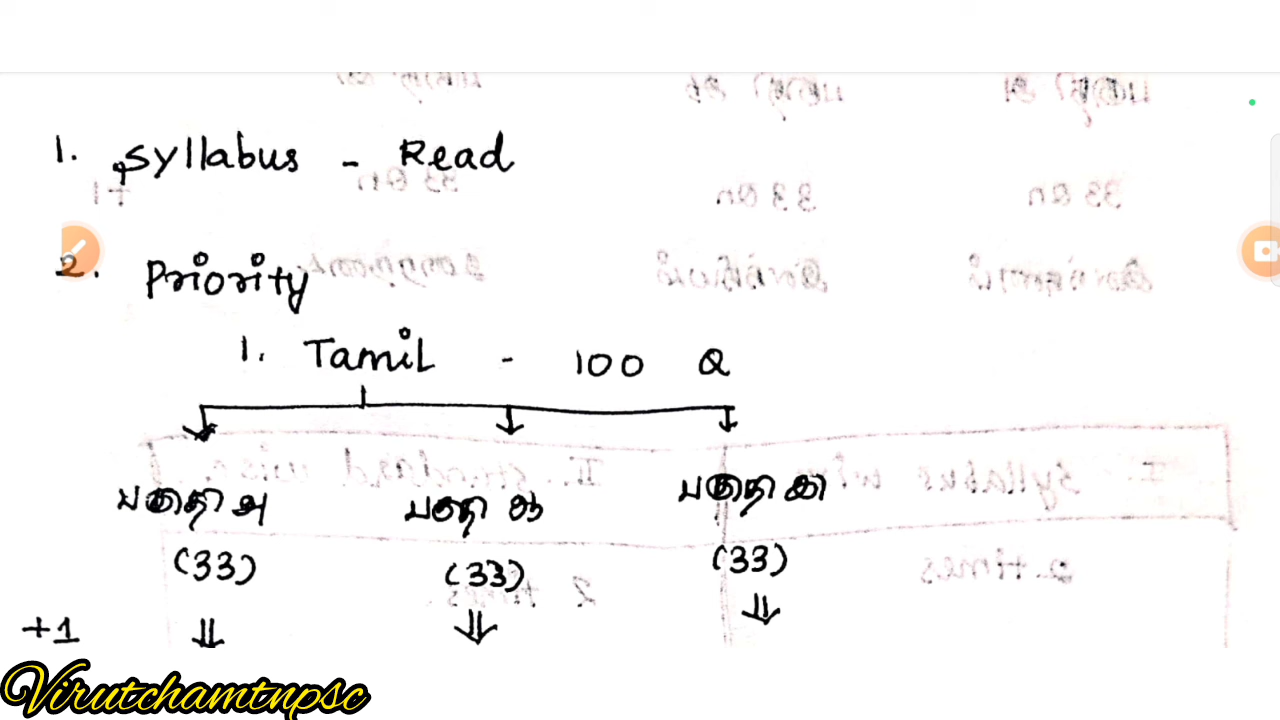 1. Syllabus - Read
2. Priority
1. Tamil - 100 Q
பகுதி அ பகுதி ஆ பகுதி இ
(33) (33) (33)
+1
Virutchamtnpsc